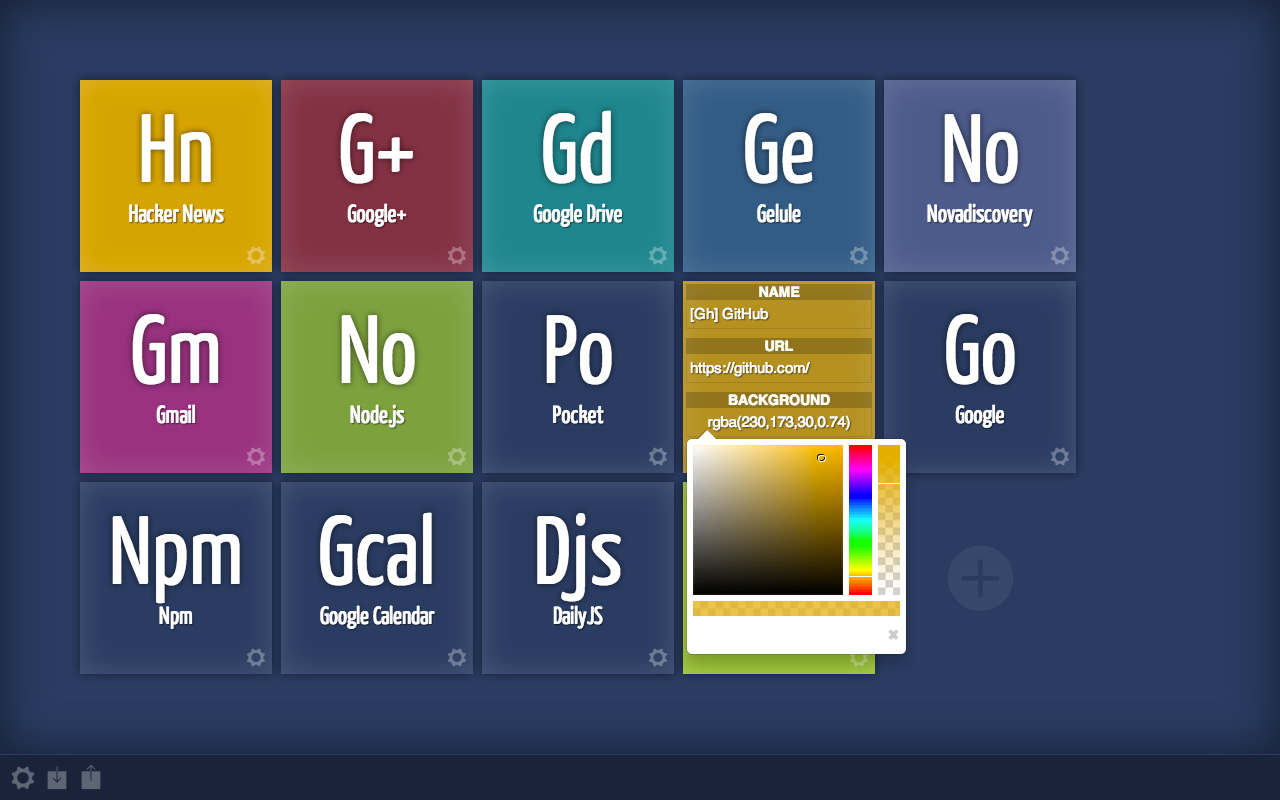 Hn
Hacker News
G+
Google+
Gd
Google Drive
Ge
Gelule
No
Novadiscovery
Gm
Gmail
No
Node.js
Po
Pocket
NAME
[Gh] GitHub
URL
https://github.com/
BACKGROUND
rgba(230,173,30,0.74)
Go
Google
Npm
Npm
Gcal
Google Calendar
Djs
DailyJS